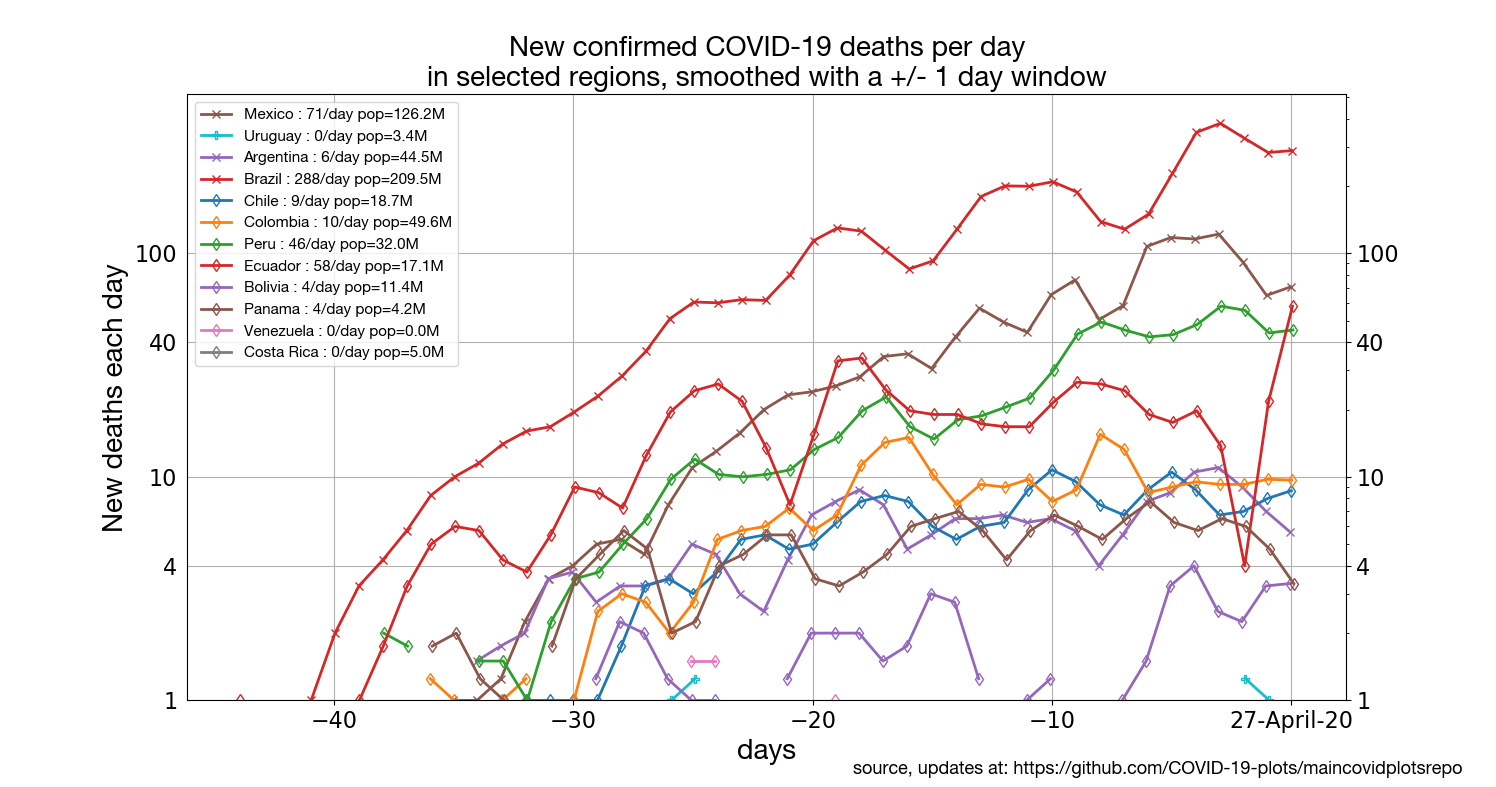 New confirmed COVID-19 deaths per day
in selected regions, smoothed with a +/- 1 day window
Mexico : 71/day pop=126.2M
Uruguay : 0/day pop=3.4M
Argentina : 6/day pop=44.5M
Brazil : 288/day pop=209.5M
Chile : 9/day pop=18.7M
Colombia : 10/day pop=49.6M
Peru : 46/day pop=32.0M
Ecuador : 58/day pop=17.1M
Bolivia : 4/day pop=11.4M
Panama : 4/day pop=4.2M
Venezuela : 0/day pop=0.0M
Costa Rica : 0/day pop=5.0M
New deaths each day
100
40
10
4
1
100
40
10
4
1
−40 −30 −20 −10 27-April-20
days
source, updates at: https://github.com/COVID-19-plots/maincovidplotsrepo